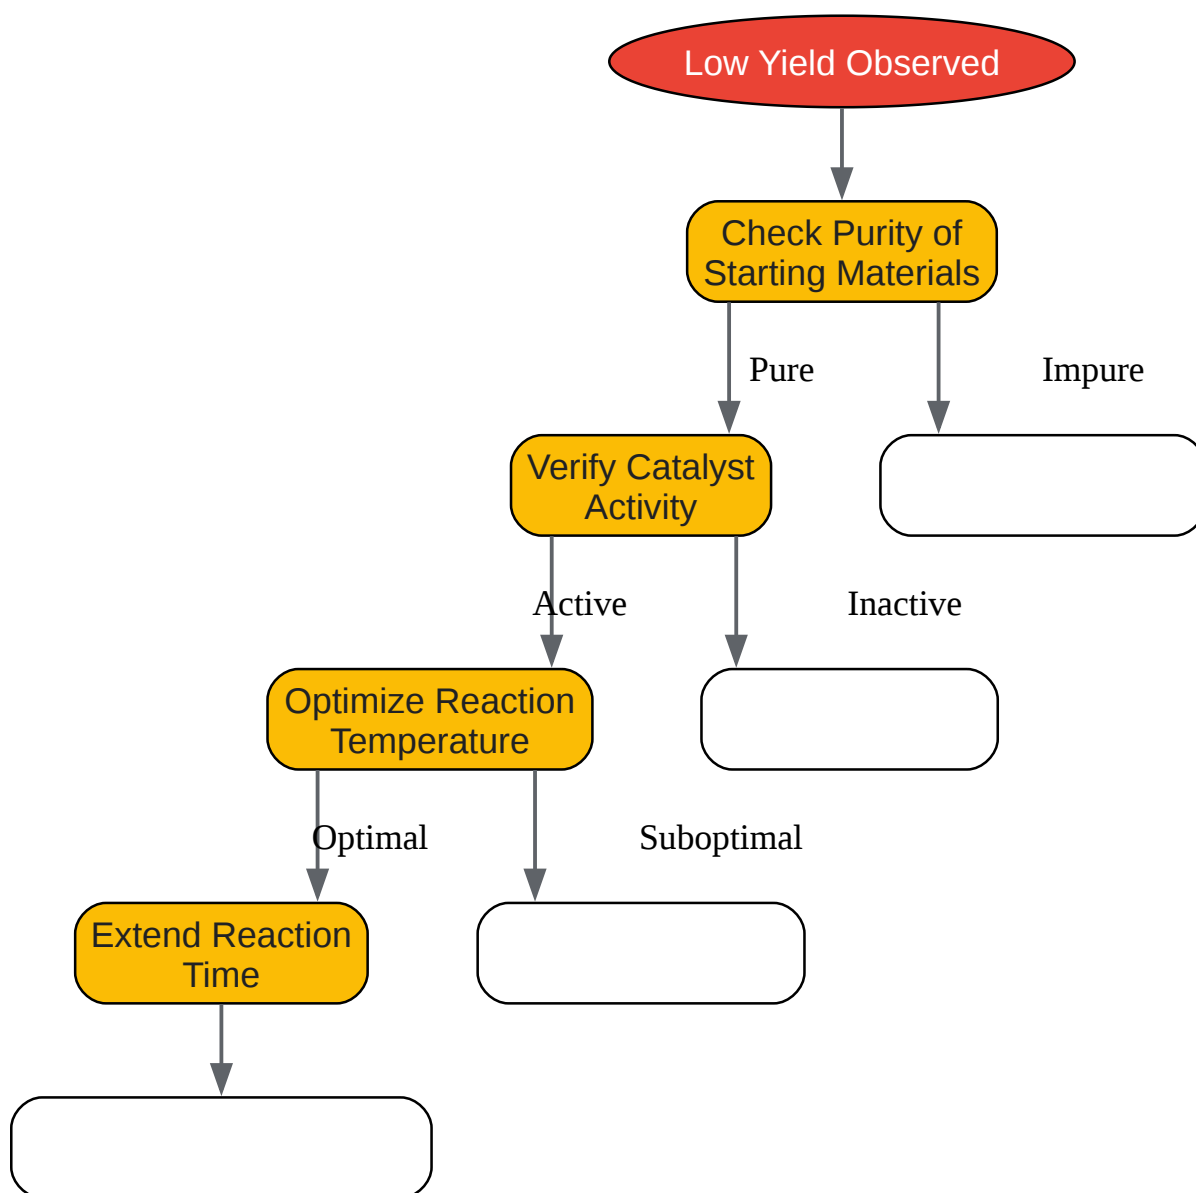 Low Yield Observed
Check Purity of
Starting Materials
Pure
Impure
Verify Catalyst
Activity
Active
Inactive
Optimize Reaction
Temperature
Optimal
Suboptimal
Extend Reaction
Time